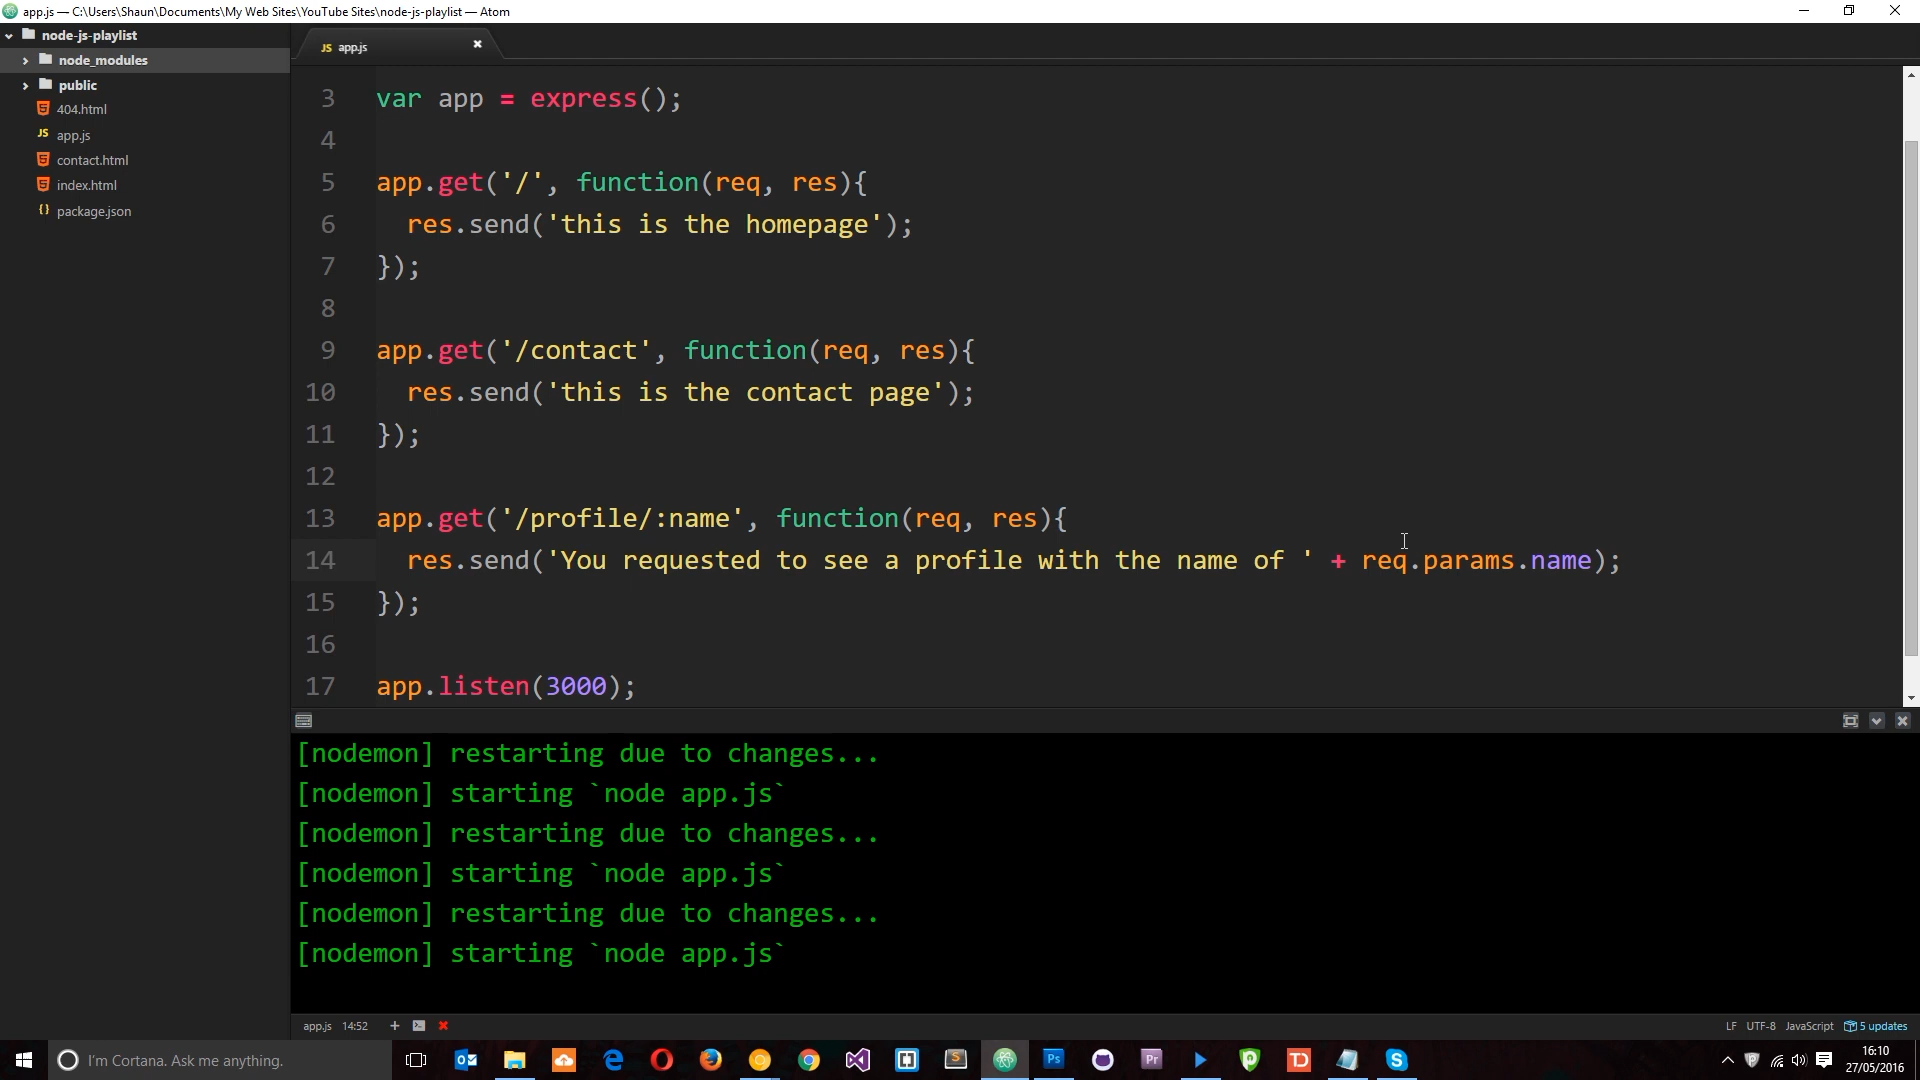 app.js — C:\Users\Shaun\Documents\My Web Sites\YouTube Sites\node-js-playlist — Atom
node-js-playlist
node_modules
public
404.html
JS app.js
contact.html
index.html
{} package.json
JS app.js
3 var app = express();
4
5 app.get('/', function(req, res){
6 res.send('this is the homepage');
7 });
8
9 app.get('/contact', function(req, res){
10 res.send('this is the contact page');
11 });
12
13 app.get('/profile/:name', function(req, res){
14 res.send('You requested to see a profile with the name of ' + req.params.name);
15 });
16
17 app.listen(3000);
[nodemon] restarting due to changes...
[nodemon] starting `node app.js`
[nodemon] restarting due to changes...
[nodemon] starting `node app.js`
[nodemon] restarting due to changes...
[nodemon] starting `node app.js`
app.js 14:52
LF UTF-8 JavaScript 5 updates
I'm Cortana. Ask me anything.
Ps
Pr
TD
16:10
27/05/2016